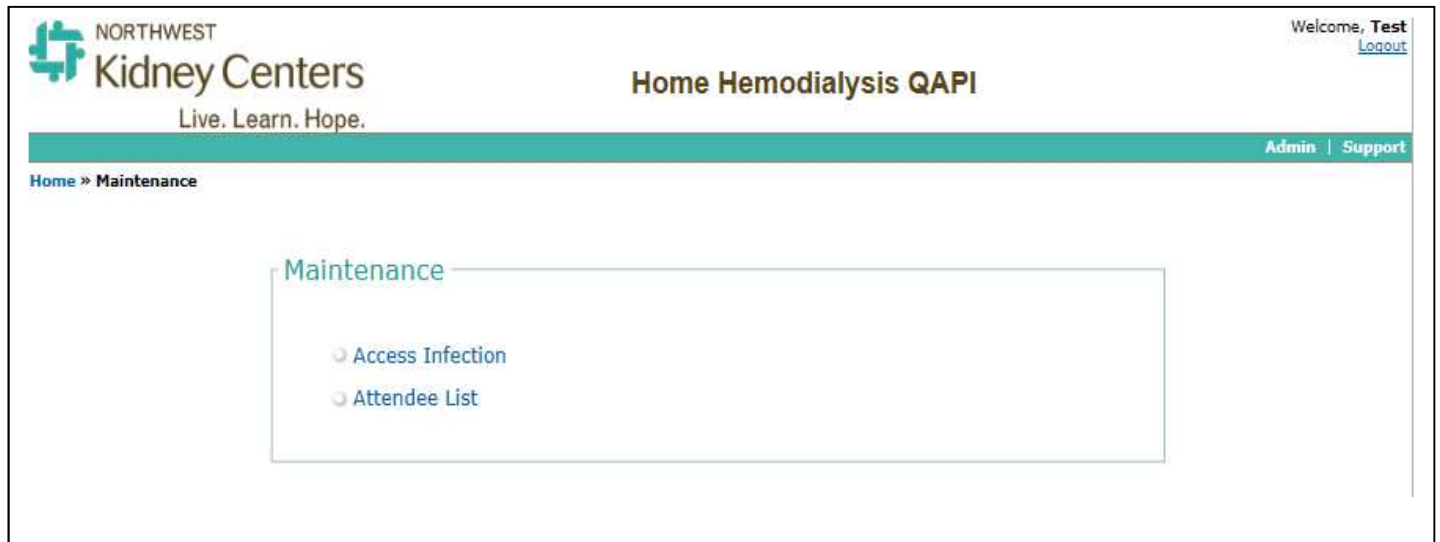 NORTHWEST
Kidney Centers
Live. Learn. Hope.
Home Hemodialysis QAPI
Welcome, Test
Logout
Admin | Support
Home » Maintenance
Maintenance
Access Infection
Attendee List